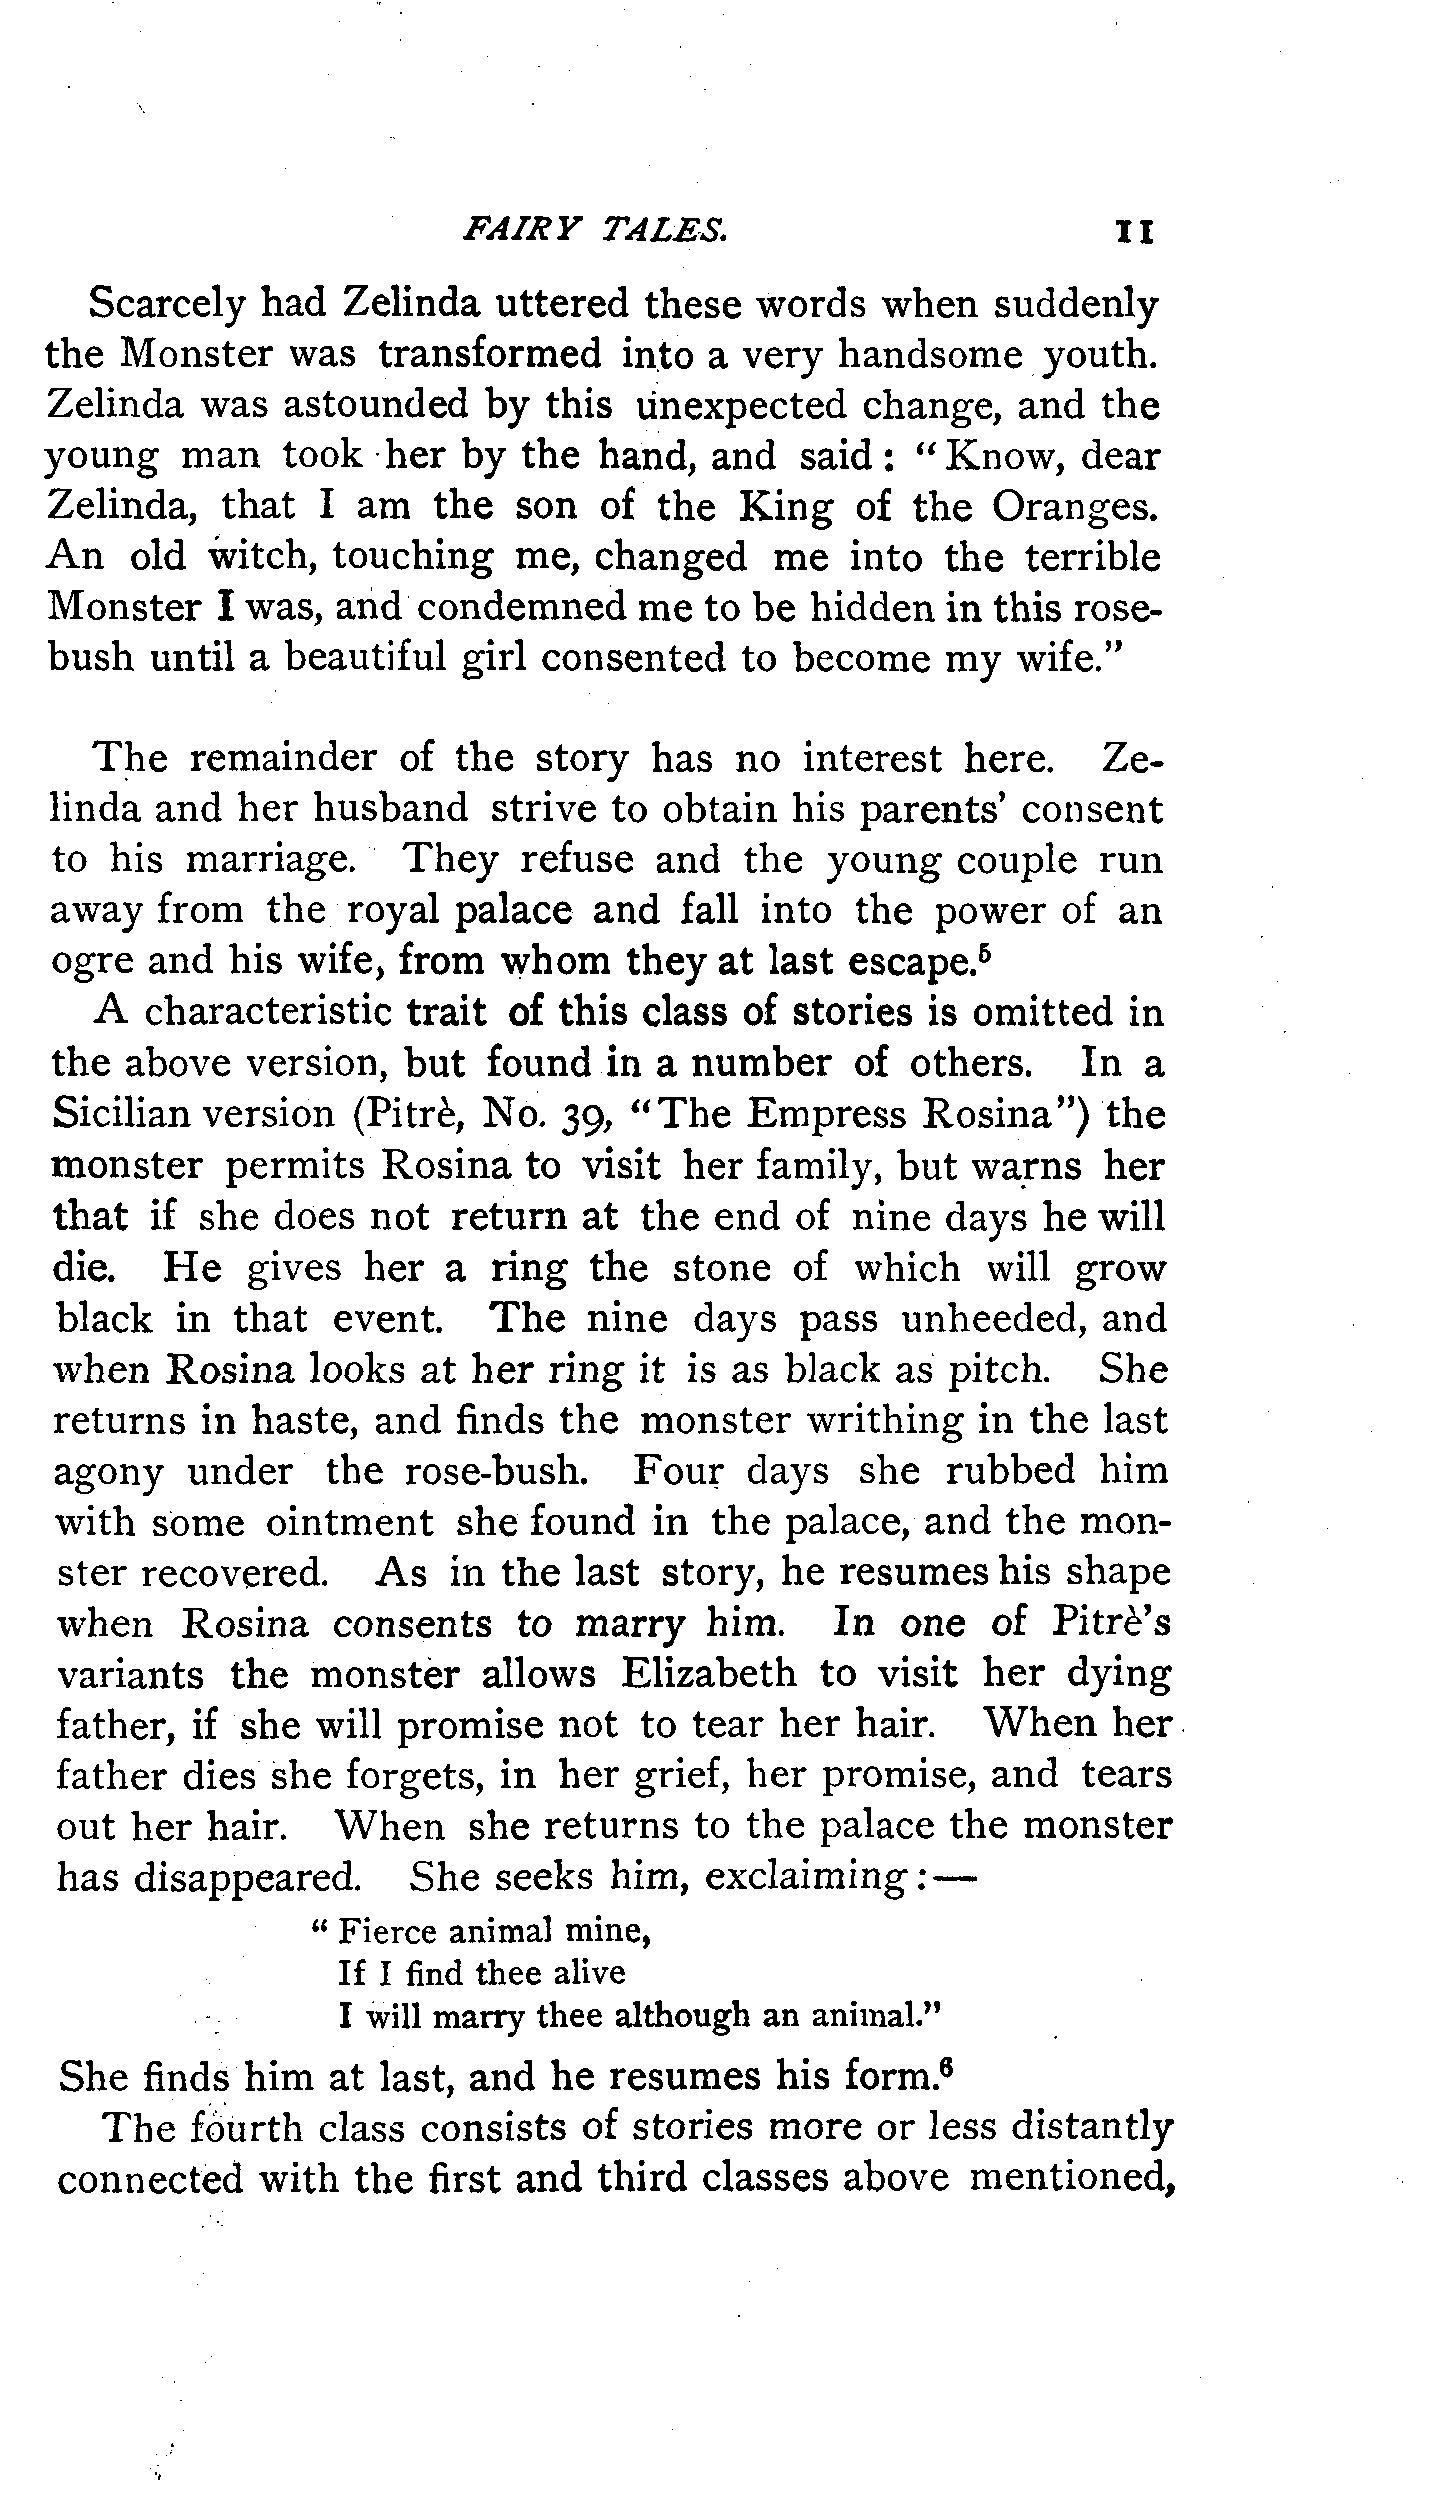 FAIRY TALES. 11
Scarcely had Zelinda uttered these words when suddenly
the Monster was transformed into a very handsome youth.
Zelinda was astounded by this unexpected change, and the
young man took her by the hand, and said: "Know, dear
Zelinda, that I am the son of the King of the Oranges.
An old witch, touching me, changed me into the terrible
Monster I was, and condemned me to be hidden in this rose-
bush until a beautiful girl consented to become my wife."
The remainder of the story has no interest here. Ze-
linda and her husband strive to obtain his parents' consent
to his marriage. They refuse and the young couple run
away from the royal palace and fall into the power of an
ogre and his wife, from whom they at last escape.⁵
A characteristic trait of this class of stories is omitted in
the above version, but found in a number of others. In a
Sicilian version (Pitrè, No. 39, "The Empress Rosina") the
monster permits Rosina to visit her family, but warns her
that if she does not return at the end of nine days he will
die. He gives her a ring the stone of which will grow
black in that event. The nine days pass unheeded, and
when Rosina looks at her ring it is as black as pitch. She
returns in haste, and finds the monster writhing in the last
agony under the rose-bush. Four days she rubbed him
with some ointment she found in the palace, and the mon-
ster recovered. As in the last story, he resumes his shape
when Rosina consents to marry him. In one of Pitrè's
variants the monster allows Elizabeth to visit her dying
father, if she will promise not to tear her hair. When her
father dies she forgets, in her grief, her promise, and tears
out her hair. When she returns to the palace the monster
has disappeared. She seeks him, exclaiming:—
"Fierce animal mine,
If I find thee alive
I will marry thee although an animal."
She finds him at last, and he resumes his form.⁶
The fourth class consists of stories more or less distantly
connected with the first and third classes above mentioned,